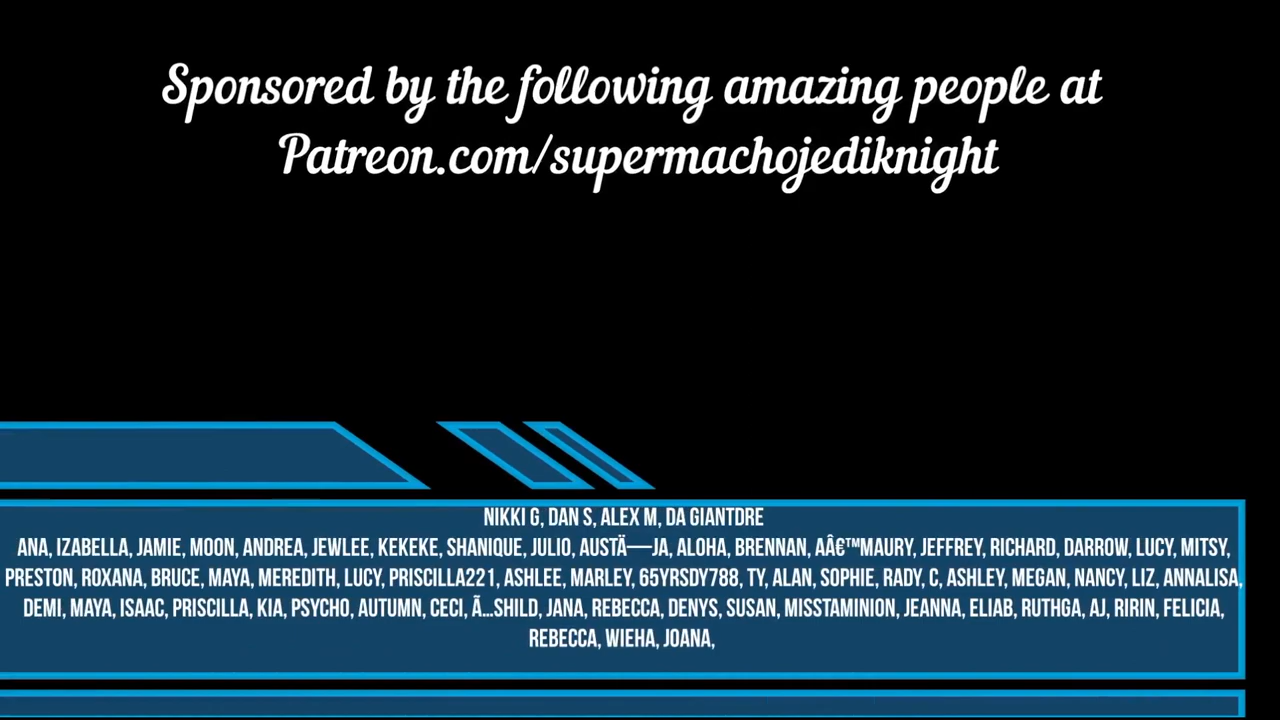 Sponsored by the following amazing people at
Patreon.com/supermachojediknight
NIKKI G, DAN S, ALEX M, DA GIANTDRE
ANA, IZABELLA, JAMIE, MOON, ANDREA, JEWLEE, KEKEKE, SHANIQUE, JULIO, AUSTÄ—JA, ALOHA, BRENNAN, AÂ€™MAURY, JEFFREY, RICHARD, DARROW, LUCY, MITSY,
PRESTON, ROXANA, BRUCE, MAYA, MEREDITH, LUCY, PRISCILLA221, ASHLEE, MARLEY, 65YRSDY788, TY, ALAN, SOPHIE, RADY, C, ASHLEY, MEGAN, NANCY, LIZ, ANNALISA,
DEMI, MAYA, ISAAC, PRISCILLA, KIA, PSYCHO, AUTUMN, CECI, Ã…SHILD, JANA, REBECCA, DENYS, SUSAN, MISSTAMINION, JEANNA, ELIAB, RUTHGA, AJ, RIRIN, FELICIA,
REBECCA, WIEHA, JOANA,